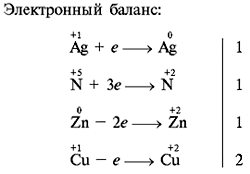 Электронный баланс:
+1 0
Ag + e ⟶ Ag | 1
+5 +2
N + 3e ⟶ N | 1
0 +2
Zn − 2e ⟶ Zn | 1
+1 +2
Cu − e ⟶ Cu | 2